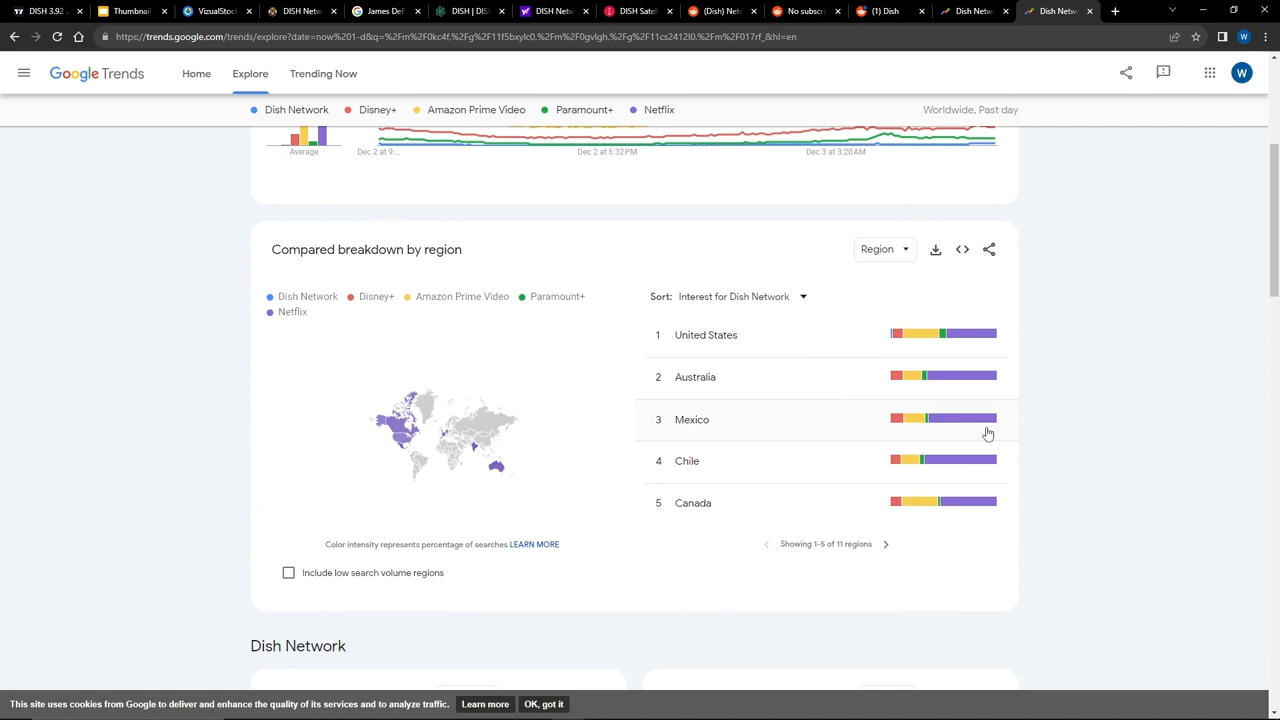 DISH 3.92
Thumbnail
VizualStock
DISH Netw
James DeF
DISH | DIS
DISH Netw
DISH Satel
(Dish) Net
No subscri
(1) Dish
Dish Netw
Dish Netw
https://trends.google.com/trends/explore?date=now%201-d&q=%2Fm%2F0kc4f,%2Fg%2F11f5bxylc0,%2Fm%2F0gvlgh,%2Fg%2F11cs2412l0,%2Fm%2F017rf_&hl=en
W
Google Trends
Home
Explore
Trending Now
W
Dish Network
Disney+
Amazon Prime Video
Paramount+
Netflix
Worldwide, Past day
Average
Dec 2 at 9:...
Dec 2 at 6:32 PM
Dec 3 at 3:20 AM
Compared breakdown by region
Region
Dish Network
Disney+
Amazon Prime Video
Paramount+
Netflix
Sort: Interest for Dish Network
1 United States
2 Australia
3 Mexico
4 Chile
5 Canada
Color intensity represents percentage of searches LEARN MORE
Showing 1-5 of 11 regions
Include low search volume regions
Dish Network
This site uses cookies from Google to deliver and enhance the quality of its services and to analyze traffic.
Learn more
OK, got it